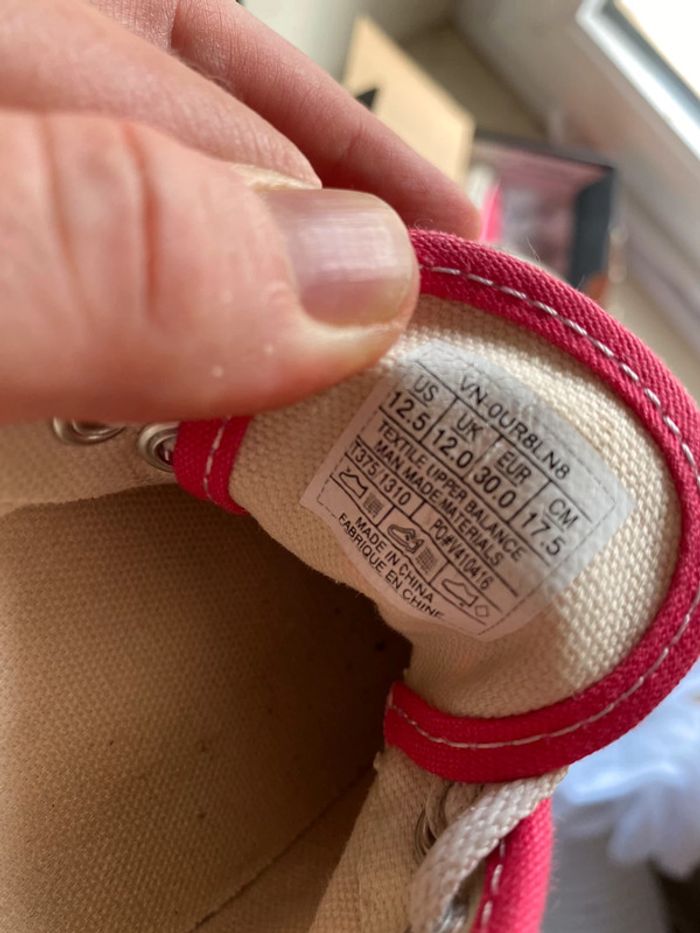 VN-0UR8LN8
US UK EUR CM
12.5 12.0 30.0 17.5
TEXTILE UPPER BALANCE
MAN MADE MATERIALS
T375.1310 PO#V410416
MADE IN CHINA
FABRIQUE EN CHINE